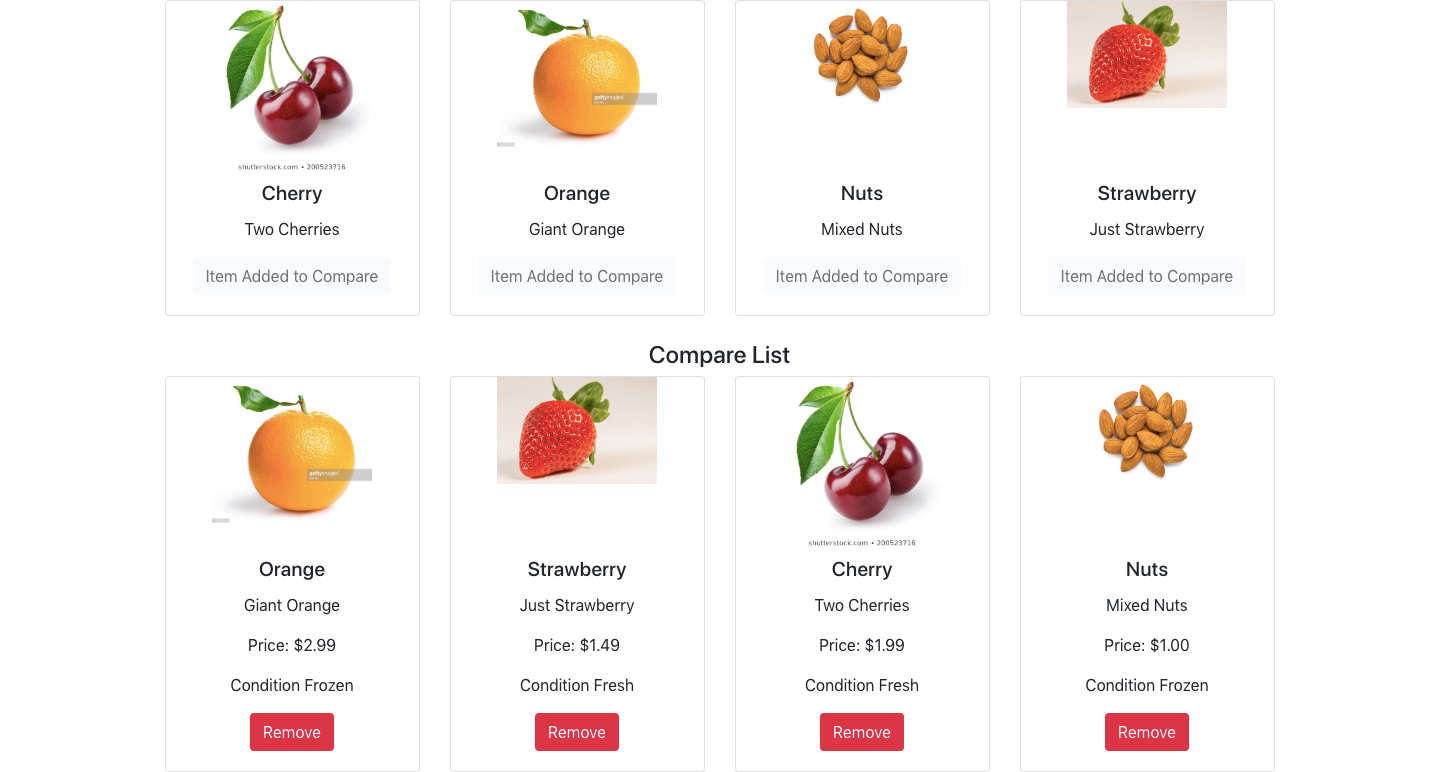 shutterstock.com • 200523716
gettyimages
Cherry
Two Cherries
Item Added to Compare
Orange
Giant Orange
Item Added to Compare
Nuts
Mixed Nuts
Item Added to Compare
Strawberry
Just Strawberry
Item Added to Compare
Compare List
gettyimages
Orange
Giant Orange
Price: $2.99
Condition Frozen
Remove
Strawberry
Just Strawberry
Price: $1.49
Condition Fresh
Remove
shutterstock.com • 200523716
Cherry
Two Cherries
Price: $1.99
Condition Fresh
Remove
Nuts
Mixed Nuts
Price: $1.00
Condition Frozen
Remove